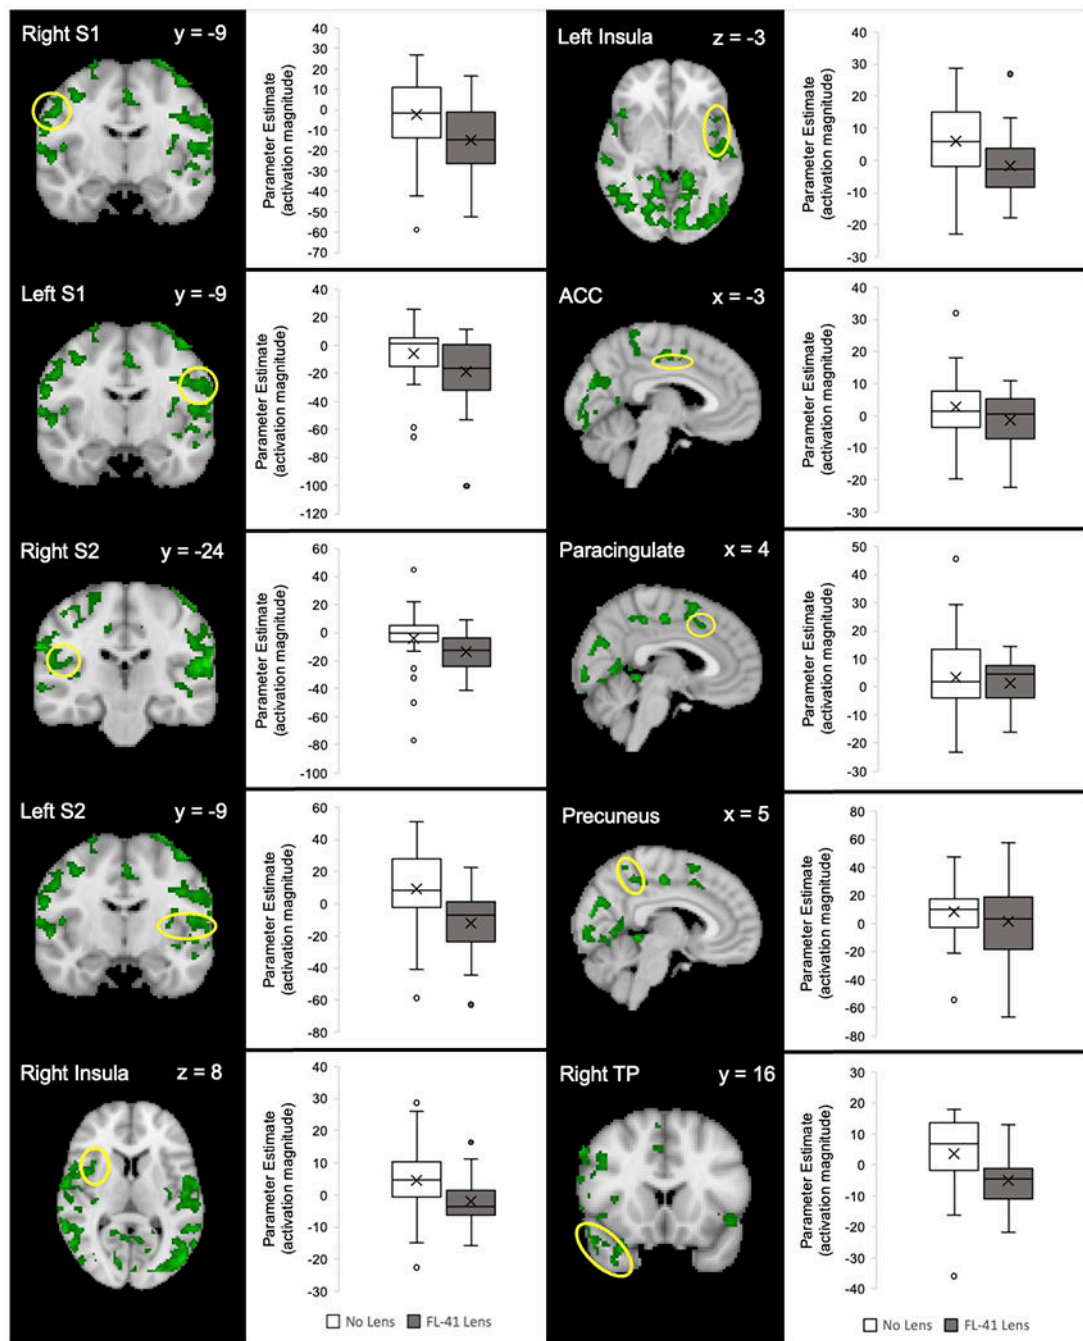 Right S1 y = -9
Parameter Estimate
(activation magnitude)
40
30
20
10
0
-10
-20
-30
-40
-50
-60
-70
Left Insula z = -3
Parameter Estimate
(activation magnitude)
40
30
20
10
0
-10
-20
-30
Left S1 y = -9
Parameter Estimate
(activation magnitude)
40
20
0
-20
-40
-60
-80
-100
-120
ACC x = -3
Parameter Estimate
(activation magnitude)
40
30
20
10
0
-10
-20
-30
Right S2 y = -24
Parameter Estimate
(activation magnitude)
60
40
20
0
-20
-40
-60
-80
-100
Paracingulate x = 4
Parameter Estimate
(activation magnitude)
50
40
30
20
10
0
-10
-20
-30
Left S2 y = -9
Parameter Estimate
(activation magnitude)
60
40
20
0
-20
-40
-60
-80
Precuneus x = 5
Parameter Estimate
(activation magnitude)
80
60
40
20
0
-20
-40
-60
-80
Right Insula z = 8
Parameter Estimate
(activation magnitude)
40
30
20
10
0
-10
-20
-30
No Lens FL-41 Lens
Right TP y = 16
Parameter Estimate
(activation magnitude)
30
20
10
0
-10
-20
-30
-40
No Lens FL-41 Lens